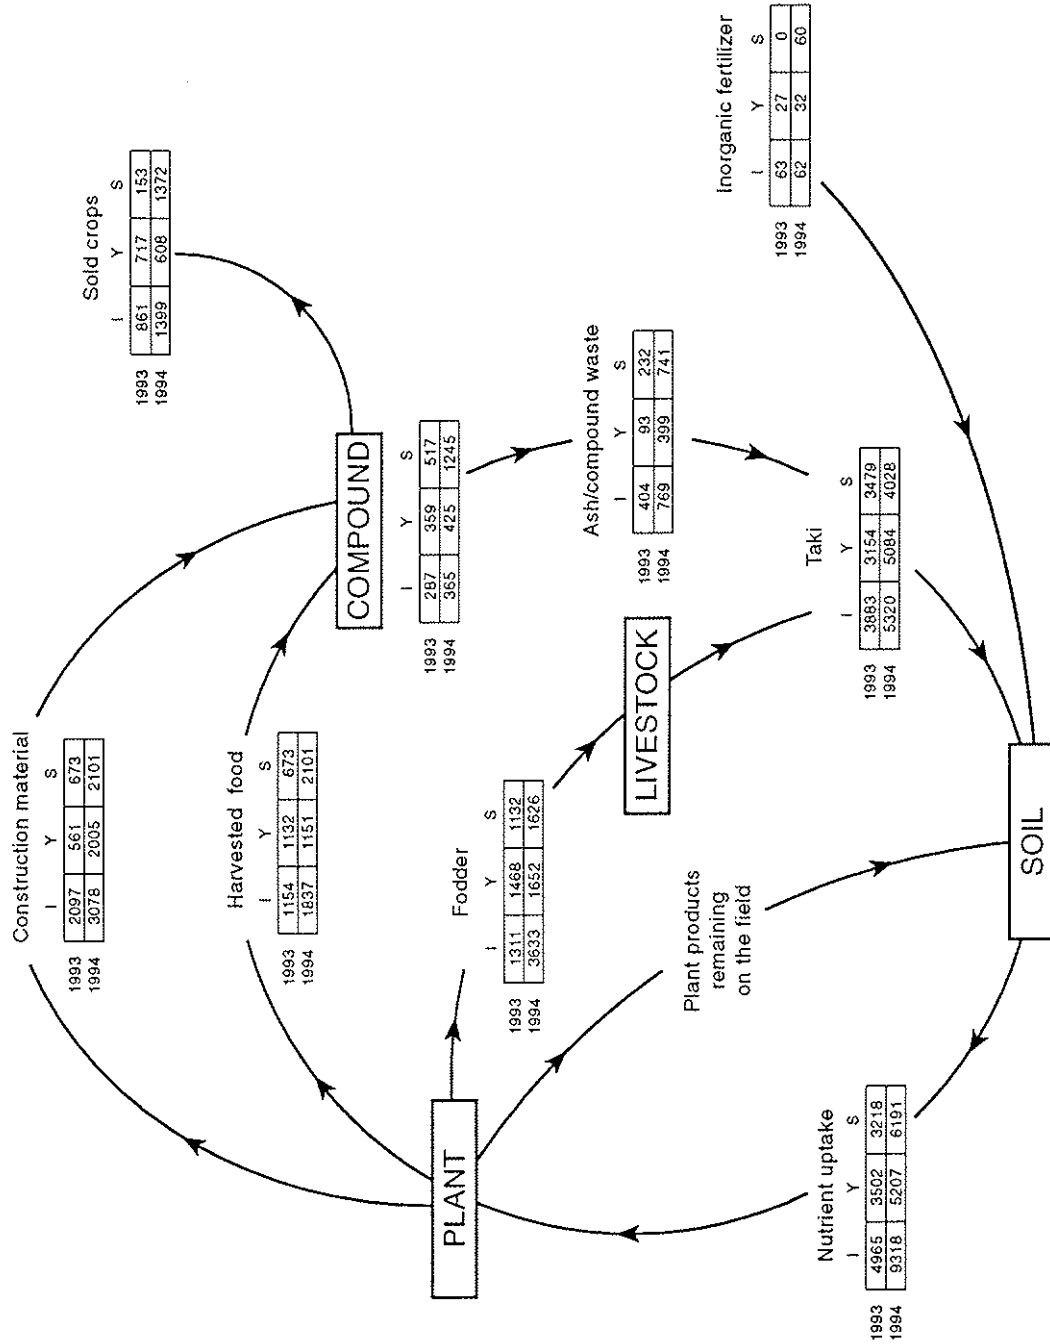 Construction material
I Y S
1993 2097 561 673
1994 3078 2005 2101
Harvested food
I Y S
1993 1154 1132 673
1994 1837 1151 2101
Sold crops
I Y S
1993 861 717 153
1994 1399 608 1372
COMPOUND
I Y S
1993 287 359 517
1994 365 425 1245
PLANT
Fodder
I Y S
1993 1311 1468 1132
1994 3633 1652 1626
Ash/compound waste
I Y S
1993 404 93 232
1994 769 399 741
LIVESTOCK
Plant products
remaining
on the field
Inorganic fertilizer
I Y S
1993 63 27 0
1994 62 32 60
Taki
I Y S
1993 3883 3154 3479
1994 5320 5084 4028
Nutrient uptake
I Y S
1993 4965 3502 3218
1994 9318 5207 6191
SOIL